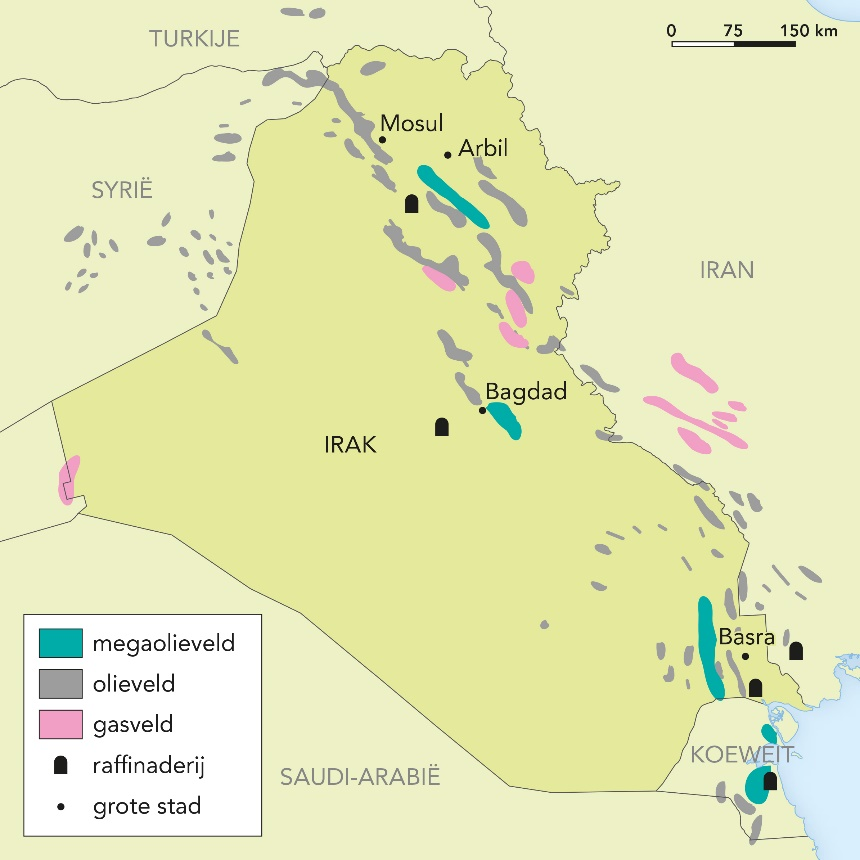 TURKIJE
0 75 150 km
Mosul
Arbil
SYRIË
IRAN
Bagdad
IRAK
Basra
KOEWEIT
SAUDI-ARABIË
megaolieveld
olieveld
gasveld
raffinaderij
grote stad